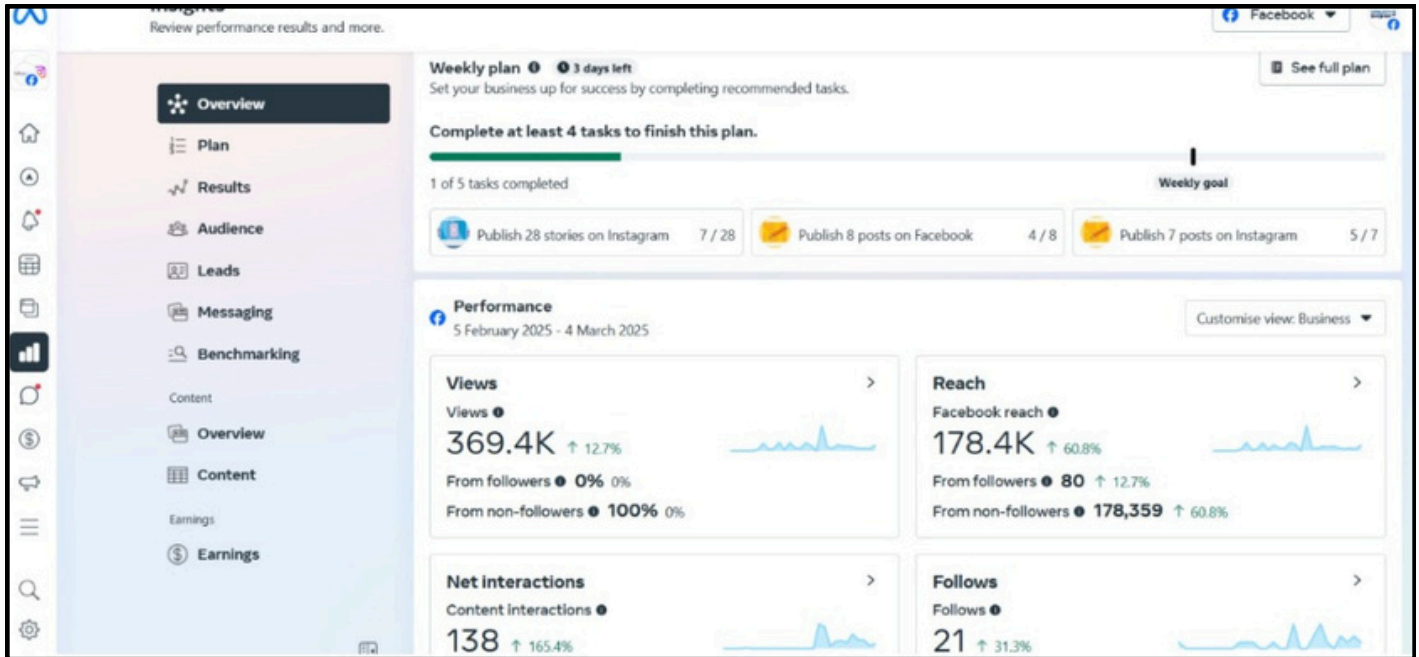 Insights
Review performance results and more.
Facebook
Overview
Plan
Results
Audience
Leads
Messaging
Benchmarking
Content
Overview
Content
Earnings
Earnings
Weekly plan 3 days left
See full plan
Set your business up for success by completing recommended tasks.
Complete at least 4 tasks to finish this plan.
1 of 5 tasks completed
Weekly goal
Publish 28 stories on Instagram 7 / 28
Publish 8 posts on Facebook 4 / 8
Publish 7 posts on Instagram 5 / 7
Performance
5 February 2025 - 4 March 2025
Customise view: Business
Views
Views
369.4K ↑ 12.7%
From followers 0% 0%
From non-followers 100% 0%
Reach
Facebook reach
178.4K ↑ 60.8%
From followers 80 ↑ 12.7%
From non-followers 178,359 ↑ 60.8%
Net interactions
Content interactions
138 ↑ 165.4%
Follows
Follows
21 ↑ 31.3%